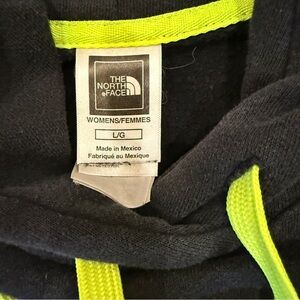 THE
NORTH
FACE
WOMENS/FEMMES
L/G
Made in Mexico
Fabriqué au Mexique